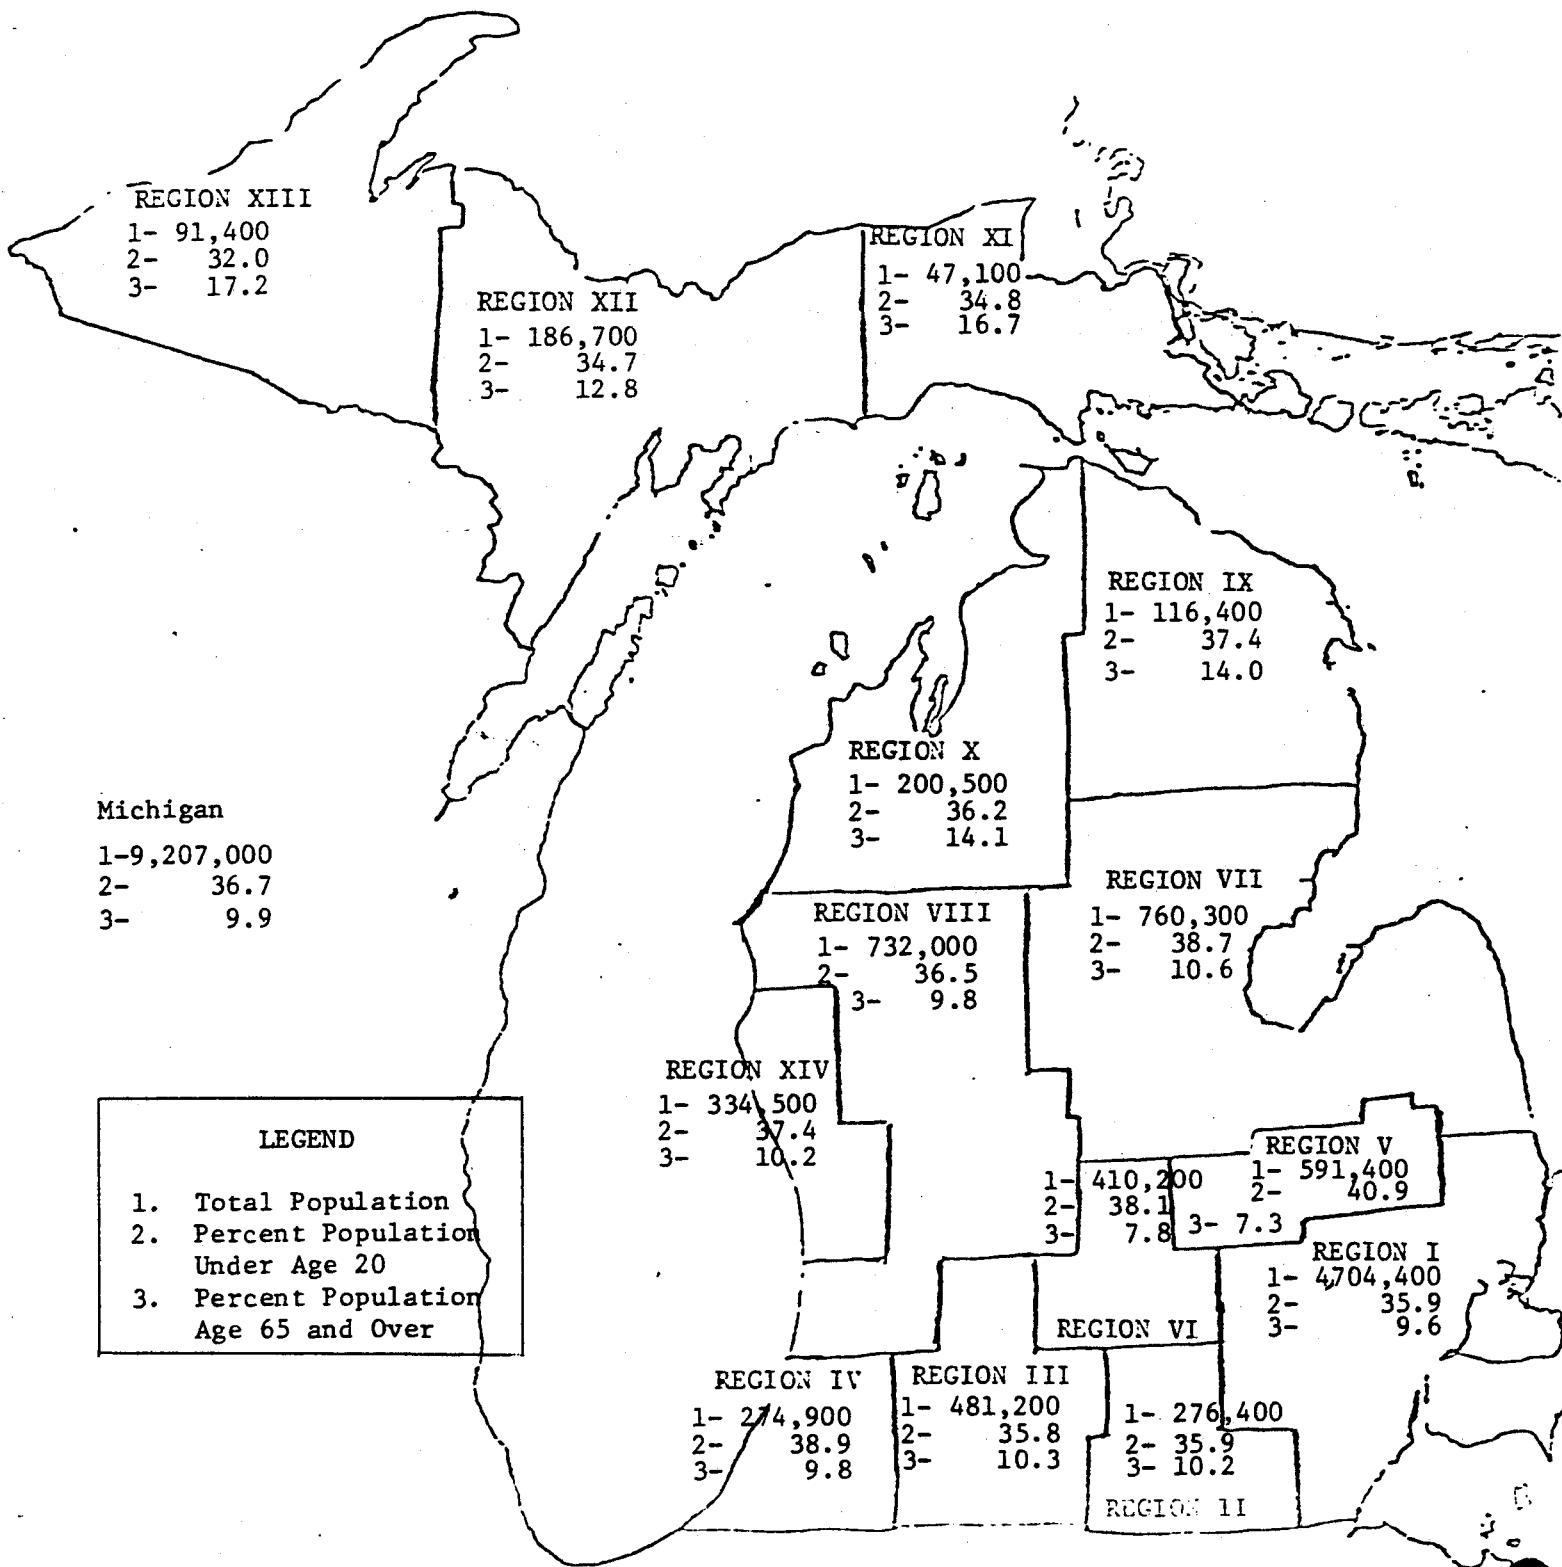 REGION XIII
1- 91,400
2- 32.0
3- 17.2
REGION XII
1- 186,700
2- 34.7
3- 12.8
REGION XI
1- 47,100
2- 34.8
3- 16.7
REGION IX
1- 116,400
2- 37.4
3- 14.0
REGION X
1- 200,500
2- 36.2
3- 14.1
Michigan
1-9,207,000
2- 36.7
3- 9.9
REGION VII
1- 760,300
2- 38.7
3- 10.6
REGION VIII
1- 732,000
2- 36.5
3- 9.8
REGION XIV
1- 334,500
2- 37.4
3- 10.2
LEGEND
1. Total Population
2. Percent Population
Under Age 20
3. Percent Population
Age 65 and Over
1- 410,200
2- 38.1
3- 7.8
REGION VI
REGION V
1- 591,400
2- 40.9
3- 7.3
REGION I
1- 4,704,400
2- 35.9
3- 9.6
REGION IV
1- 274,900
2- 38.9
3- 9.8
REGION III
1- 481,200
2- 35.8
3- 10.3
1- 276,400
2- 35.9
3- 10.2
REGION II